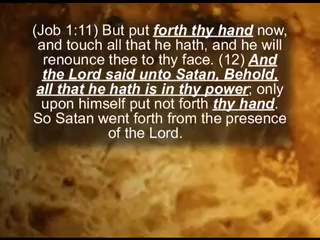 (Job 1:11) But put forth thy hand now,
and touch all that he hath, and he will
renounce thee to thy face. (12) And
the Lord said unto Satan, Behold,
all that he hath is in thy power; only
upon himself put not forth thy hand.
So Satan went forth from the presence
of the Lord.